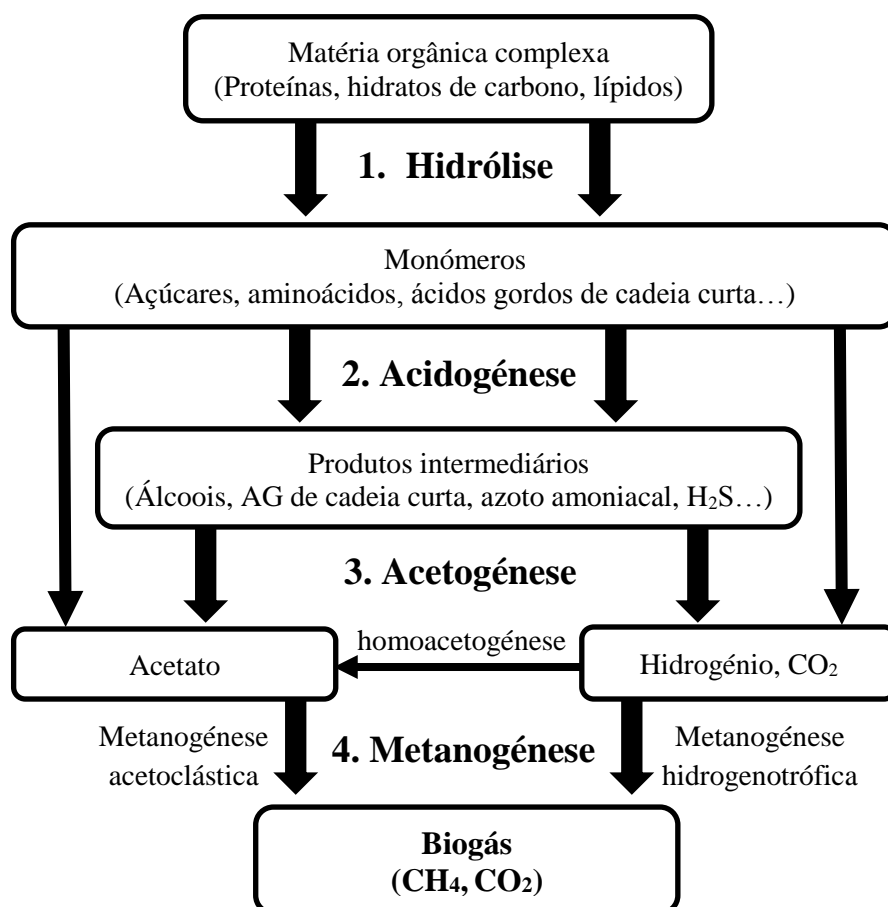 Matéria orgânica complexa
(Proteínas, hidratos de carbono, lípidos)
1. Hidrólise
Monómeros
(Açúcares, aminoácidos, ácidos gordos de cadeia curta…)
2. Acidogénese
Produtos intermediários
(Álcoois, AG de cadeia curta, azoto amoniacal, H₂S…)
3. Acetogénese
homoacetogénese
Acetato
Hidrogénio, CO₂
Metanogénese
acetoclástica
4. Metanogénese
Metanogénese
hidrogenotrófica
Biogás
(CH₄, CO₂)